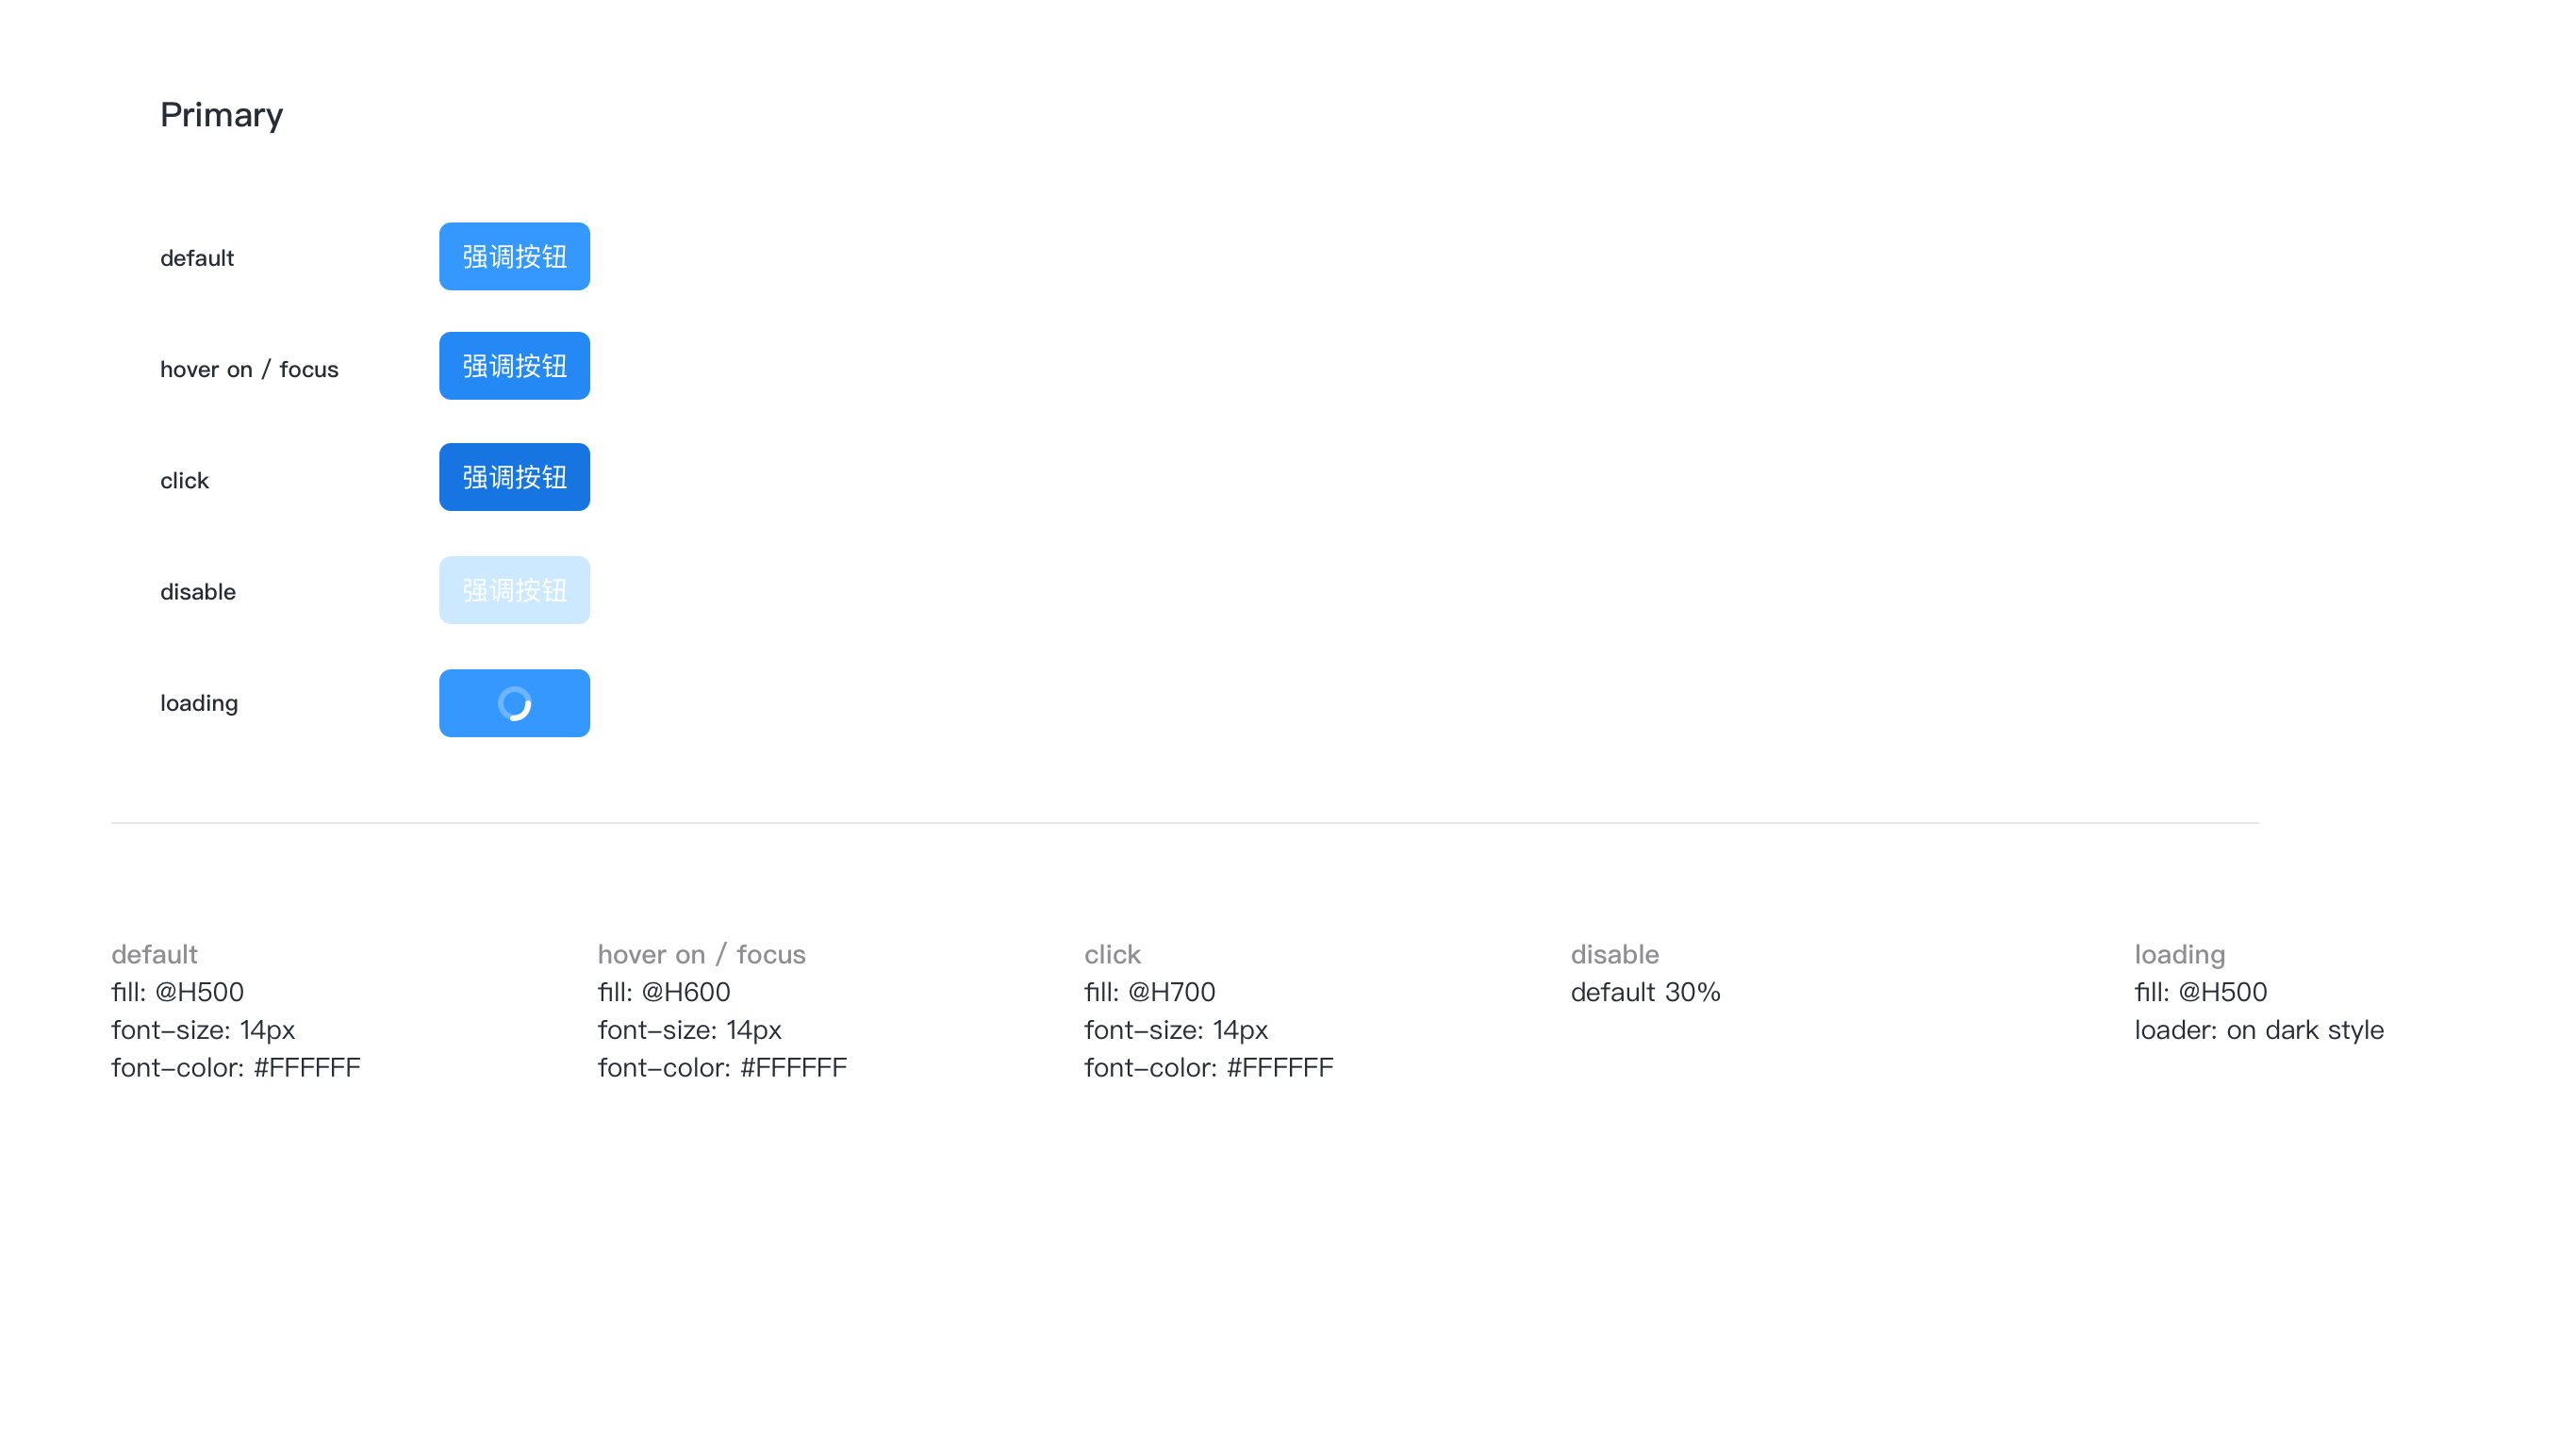 Primary
default
强调按钮
hover on / focus
强调按钮
click
强调按钮
disable
强调按钮
loading
default
fill: @H500
font-size: 14px
font-color: #FFFFFF
hover on / focus
fill: @H600
font-size: 14px
font-color: #FFFFFF
click
fill: @H700
font-size: 14px
font-color: #FFFFFF
disable
default 30%
loading
fill: @H500
loader: on dark style